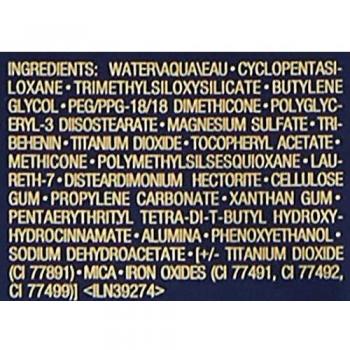 INGREDIENTS: WATER\AQUA\EAU • CYCLOPENTASI-
LOXANE • TRIMETHYLSILOXYSILICATE • BUTYLENE
GLYCOL • PEG/PPG-18/18 DIMETHICONE • POLYGLYC-
ERYL-3 DIISOSTEARATE • MAGNESIUM SULFATE • TRI-
BEHENIN • TITANIUM DIOXIDE • TOCOPHERYL ACETATE •
METHICONE • POLYMETHYLSILSESQUIOXANE • LAU-
RETH-7 • DISTEARDIMONIUM HECTORITE • CELLULOSE
GUM • PROPYLENE CARBONATE • XANTHAN GUM •
PENTAERYTHRITYL TETRA-DI-T-BUTYL HYDROXY-
HYDROCINNAMATE • ALUMINA • PHENOXYETHANOL •
SODIUM DEHYDROACETATE • [+/- TITANIUM DIOXIDE
(CI 77891) • MICA • IRON OXIDES (CI 77491, CI 77492,
CI 77499)] <ILN39274>